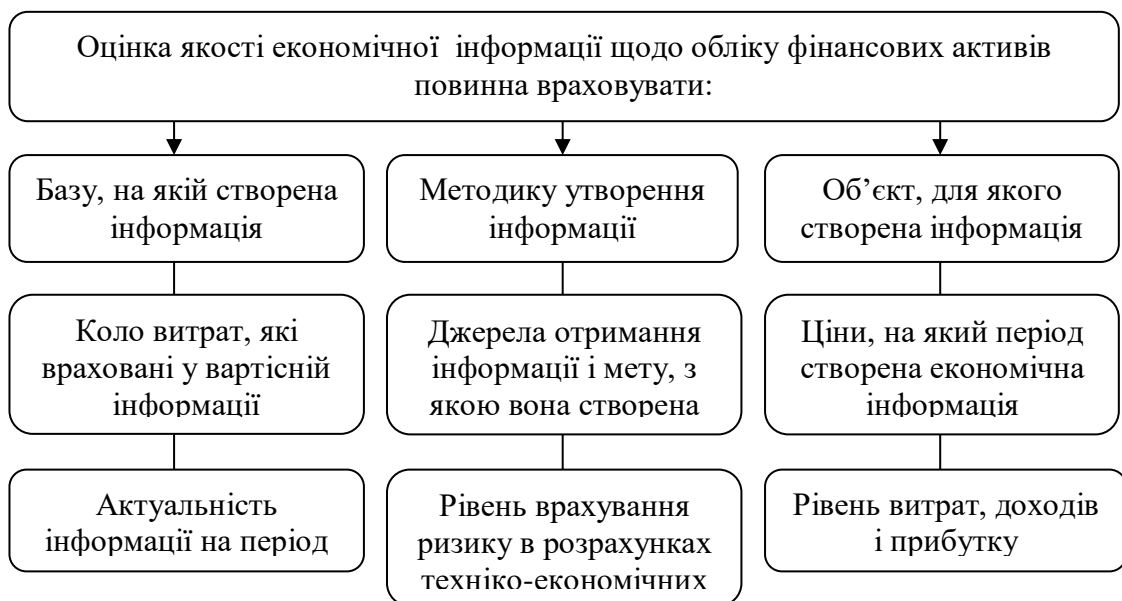 Оцінка якості економічної інформації щодо обліку фінансових активів
повинна враховувати:
Базу, на якій створена
інформація
Методику утворення
інформації
Об’єкт, для якого
створена інформація
Коло витрат, які
враховані у вартісній
інформації
Джерела отримання
інформації і мету, з
якою вона створена
Ціни, на який період
створена економічна
інформація
Актуальність
інформації на період
Рівень врахування
ризику в розрахунках
техніко-економічних
Рівень витрат, доходів
і прибутку